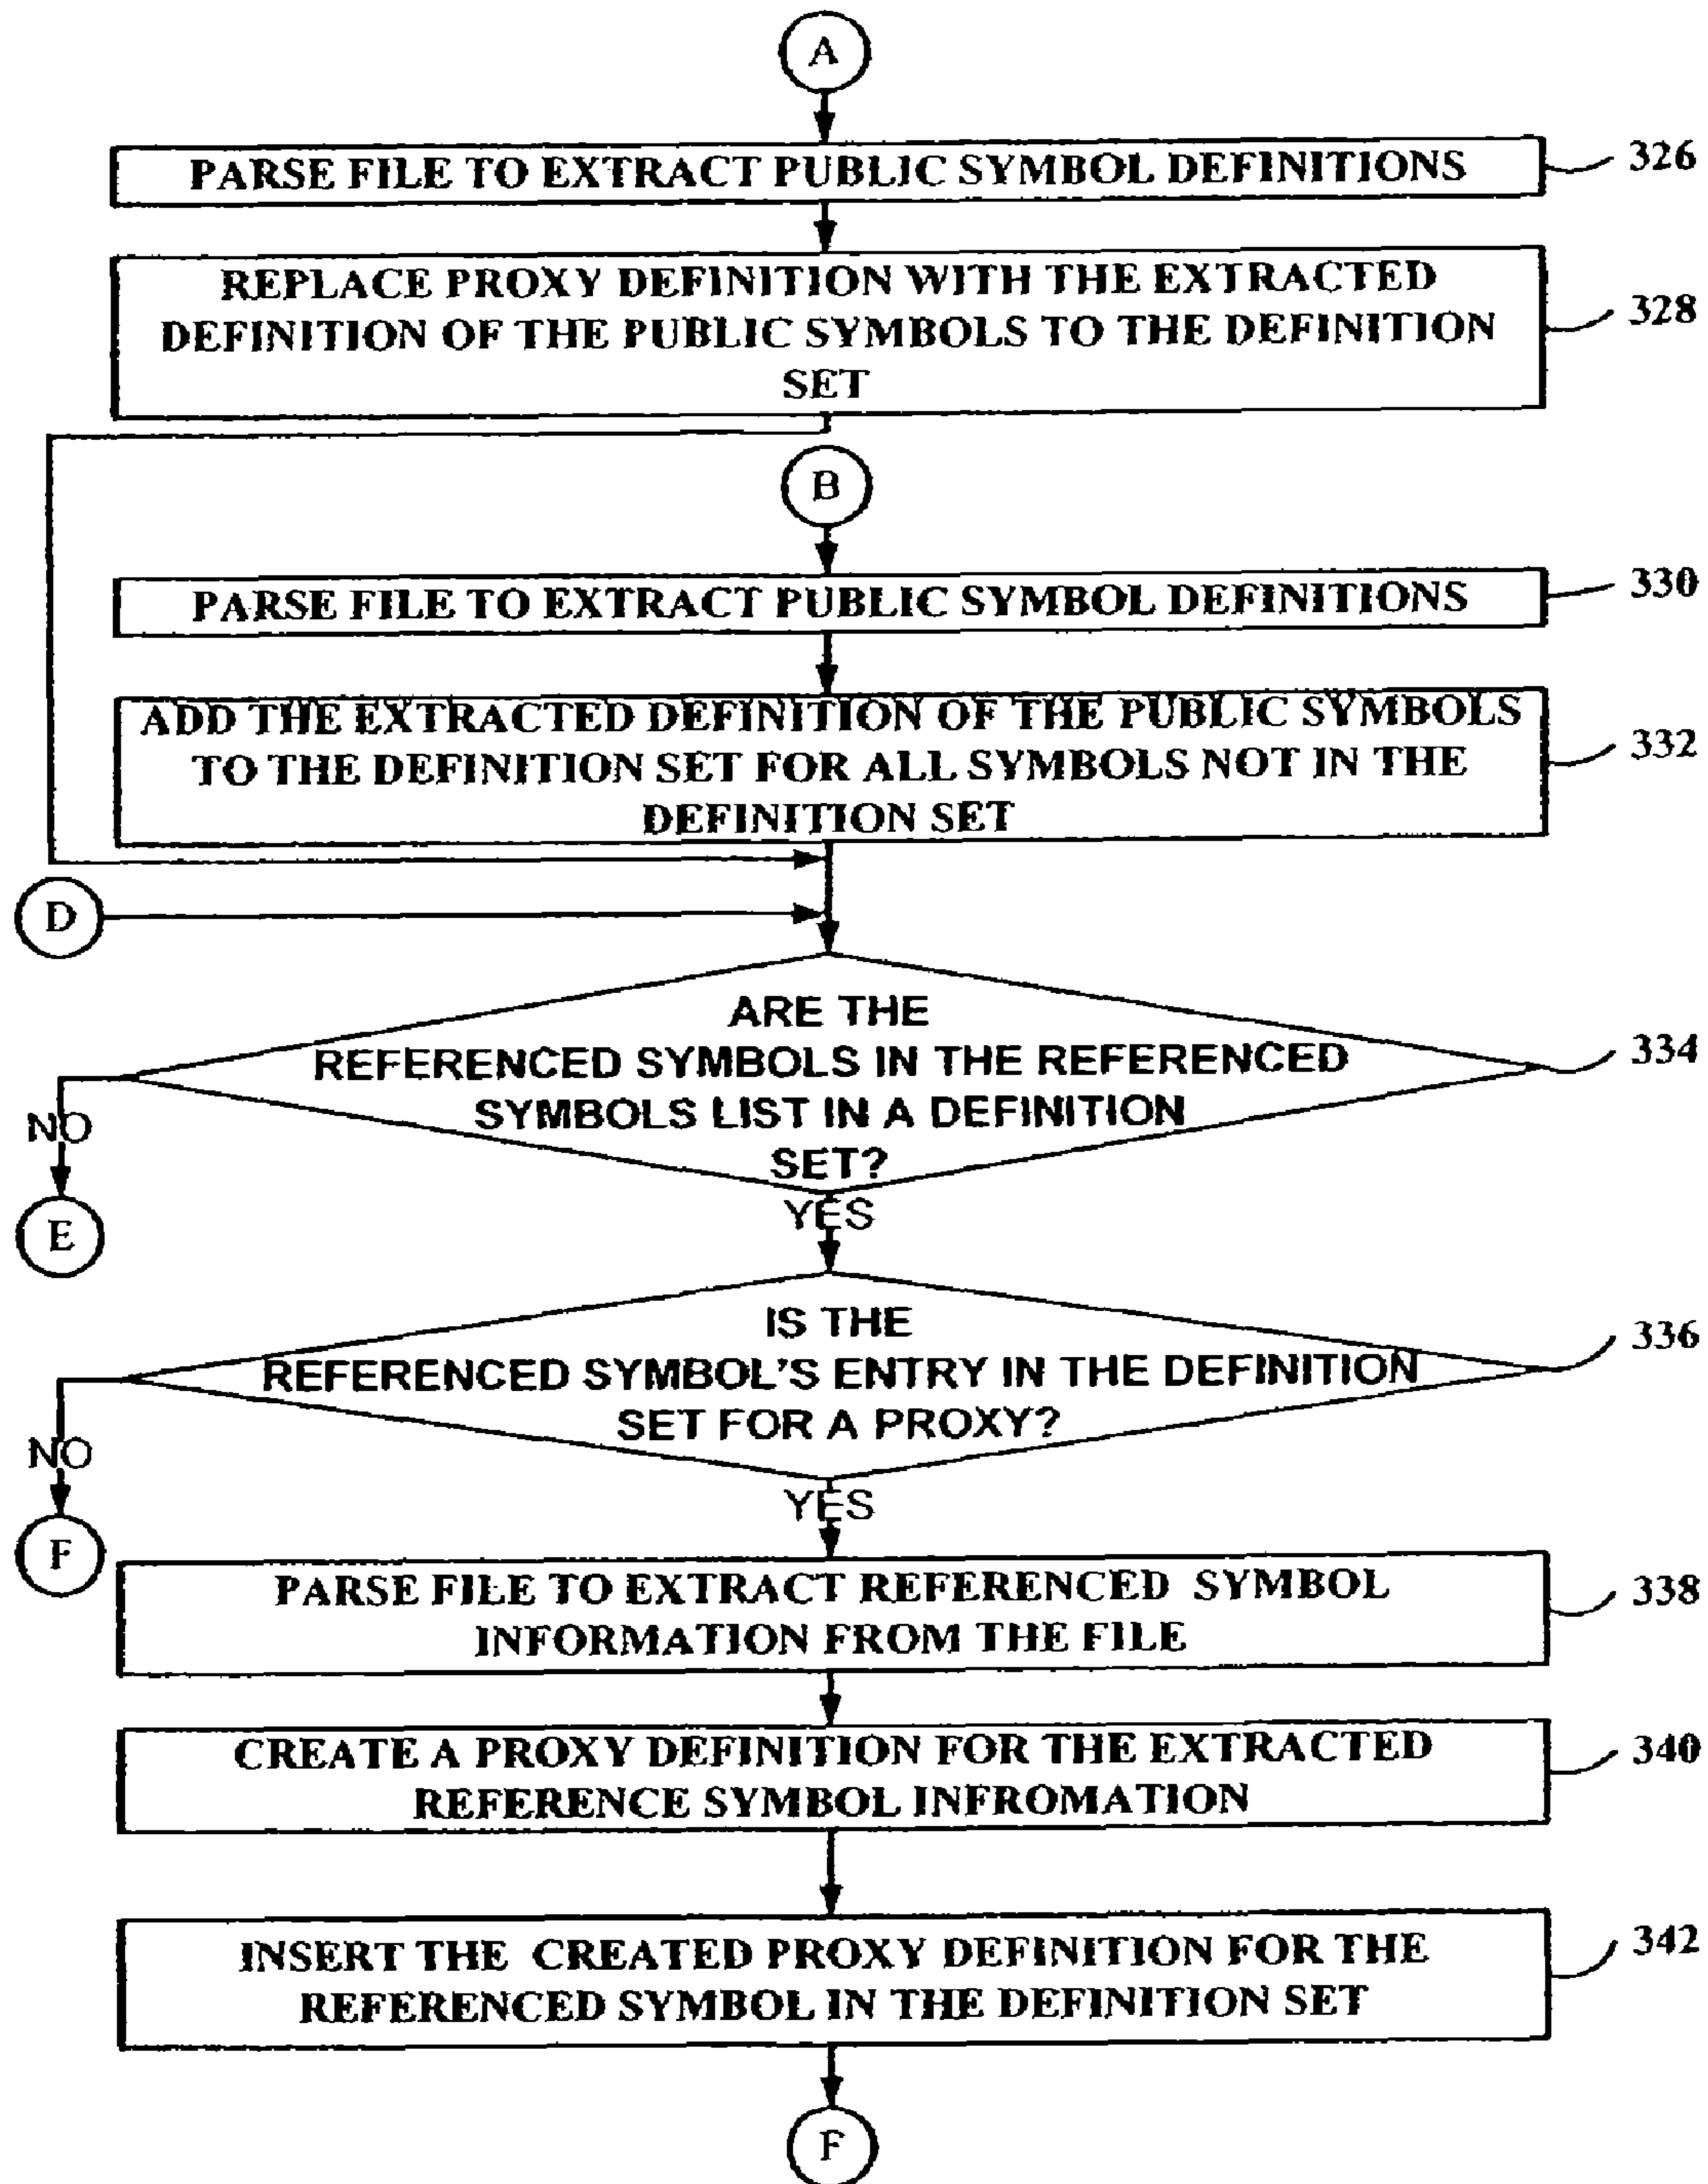 A
PARSE FILE TO EXTRACT PUBLIC SYMBOL DEFINITIONS
326
REPLACE PROXY DEFINITION WITH THE EXTRACTED
DEFINITION OF THE PUBLIC SYMBOLS TO THE DEFINITION
SET
328
B
PARSE FILE TO EXTRACT PUBLIC SYMBOL DEFINITIONS
330
ADD THE EXTRACTED DEFINITION OF THE PUBLIC SYMBOLS
TO THE DEFINITION SET FOR ALL SYMBOLS NOT IN THE
DEFINITION SET
332
D
ARE THE
REFERENCED SYMBOLS IN THE REFERENCED
SYMBOLS LIST IN A DEFINITION
SET?
334
NO
E
YES
IS THE
REFERENCED SYMBOL'S ENTRY IN THE DEFINITION
SET FOR A PROXY?
336
NO
F
YES
PARSE FILE TO EXTRACT REFERENCED SYMBOL
INFORMATION FROM THE FILE
338
CREATE A PROXY DEFINITION FOR THE EXTRACTED
REFERENCE SYMBOL INFROMATION
340
INSERT THE CREATED PROXY DEFINITION FOR THE
REFERENCED SYMBOL IN THE DEFINITION SET
342
F